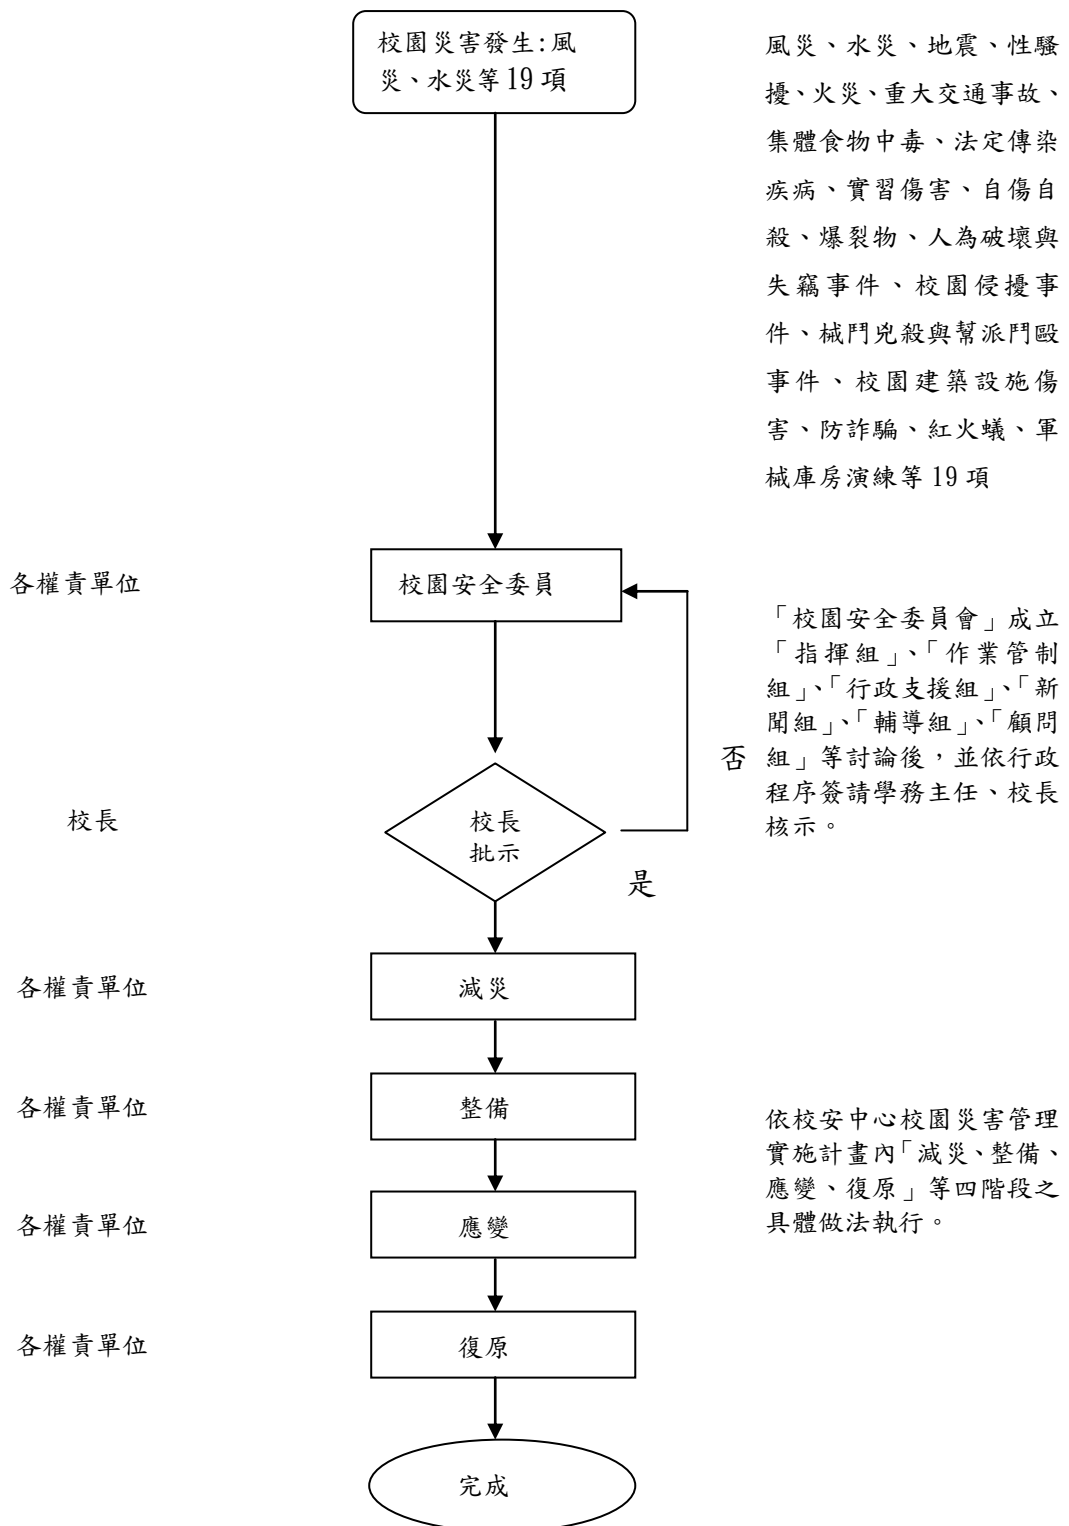 校園災害發生:風
災、水災等19項
風災、水災、地震、性騷
擾、火災、重大交通事故、
集體食物中毒、法定傳染
疾病、實習傷害、自傷自
殺、爆裂物、人為破壞與
失竊事件、校園侵擾事
件、械鬥兇殺與幫派鬥毆
事件、校園建築設施傷
害、防詐騙、紅火蟻、軍
械庫房演練等19項
各權責單位
校園安全委員
「校園安全委員會」成立
「指揮組」、「作業管制
組」、「行政支援組」、「新
聞組」、「輔導組」、「顧問
組」等討論後，並依行政
程序簽請學務主任、校長
核示。
否
校長
校長
批示
是
各權責單位
減災
各權責單位
整備
依校安中心校園災害管理
實施計畫內「減災、整備、
應變、復原」等四階段之
具體做法執行。
各權責單位
應變
各權責單位
復原
完成